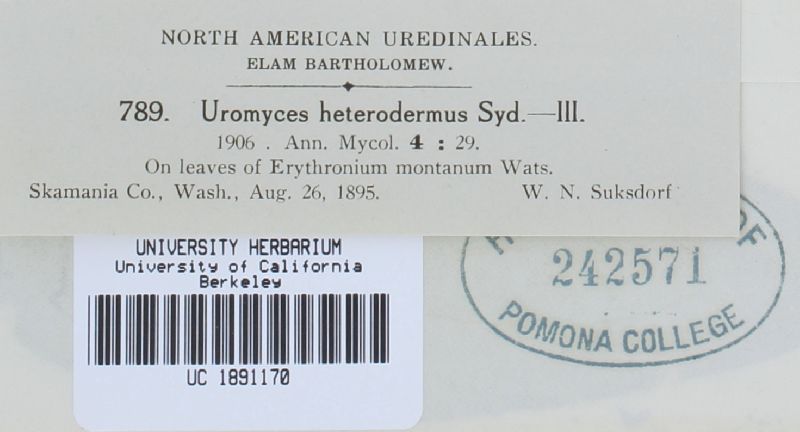 NORTH AMERICAN UREDINALES.
ELAM BARTHOLOMEW.
789. Uromyces heterodermus Syd.—III.
1906 . Ann. Mycol. 4 : 29.
On leaves of Erythronium montanum Wats.
Skamania Co., Wash., Aug. 26, 1895. W. N. Suksdorf
UNIVERSITY HERBARIUM
University of California
Berkeley
UC 1891170
OF
242571
POMONA COLLEGE